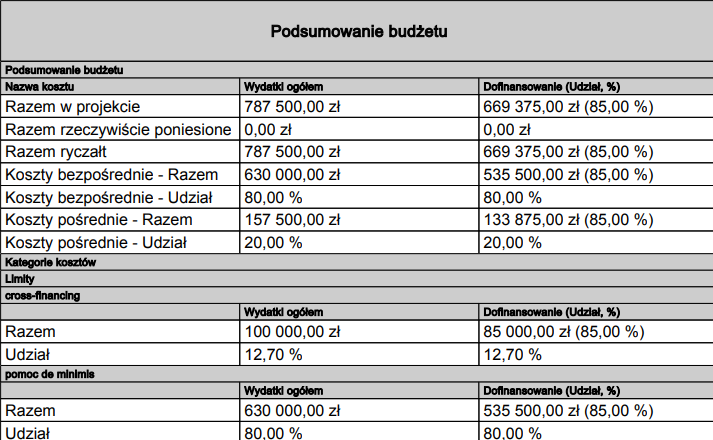 Podsumowanie budżetu
Podsumowanie budżetu
Nazwa kosztu Wydatki ogółem Dofinansowanie (Udział, %)
Razem w projekcie 787 500,00 zł 669 375,00 zł (85,00 %)
Razem rzeczywiście poniesione 0,00 zł 0,00 zł
Razem ryczałt 787 500,00 zł 669 375,00 zł (85,00 %)
Koszty bezpośrednie - Razem 630 000,00 zł 535 500,00 zł (85,00 %)
Koszty bezpośrednie - Udział 80,00 % 80,00 %
Koszty pośrednie - Razem 157 500,00 zł 133 875,00 zł (85,00 %)
Koszty pośrednie - Udział 20,00 % 20,00 %
Kategorie kosztów
Limity
cross-financing
Wydatki ogółem Dofinansowanie (Udział, %)
Razem 100 000,00 zł 85 000,00 zł (85,00 %)
Udział 12,70 % 12,70 %
pomoc de minimis
Wydatki ogółem Dofinansowanie (Udział, %)
Razem 630 000,00 zł 535 500,00 zł (85,00 %)
Udział 80,00 % 80,00 %